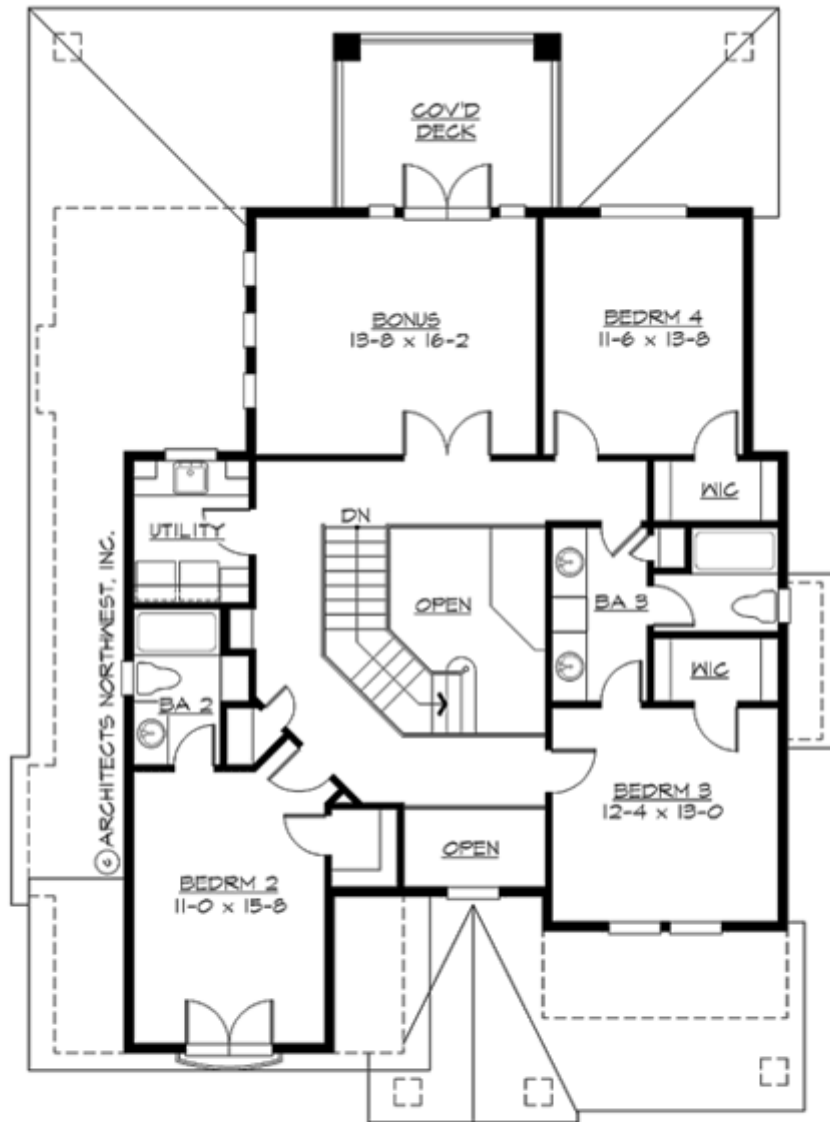 COV'D
DECK
BONUS
13-8 x 16-2
BEDRM 4
11-6 x 13-8
WIC
UTILITY
DN
OPEN
BA 3
WIC
BA 2
BEDRM 3
12-4 x 13-0
OPEN
BEDRM 2
11-0 x 15-8
© ARCHITECTS NORTHWEST, INC.